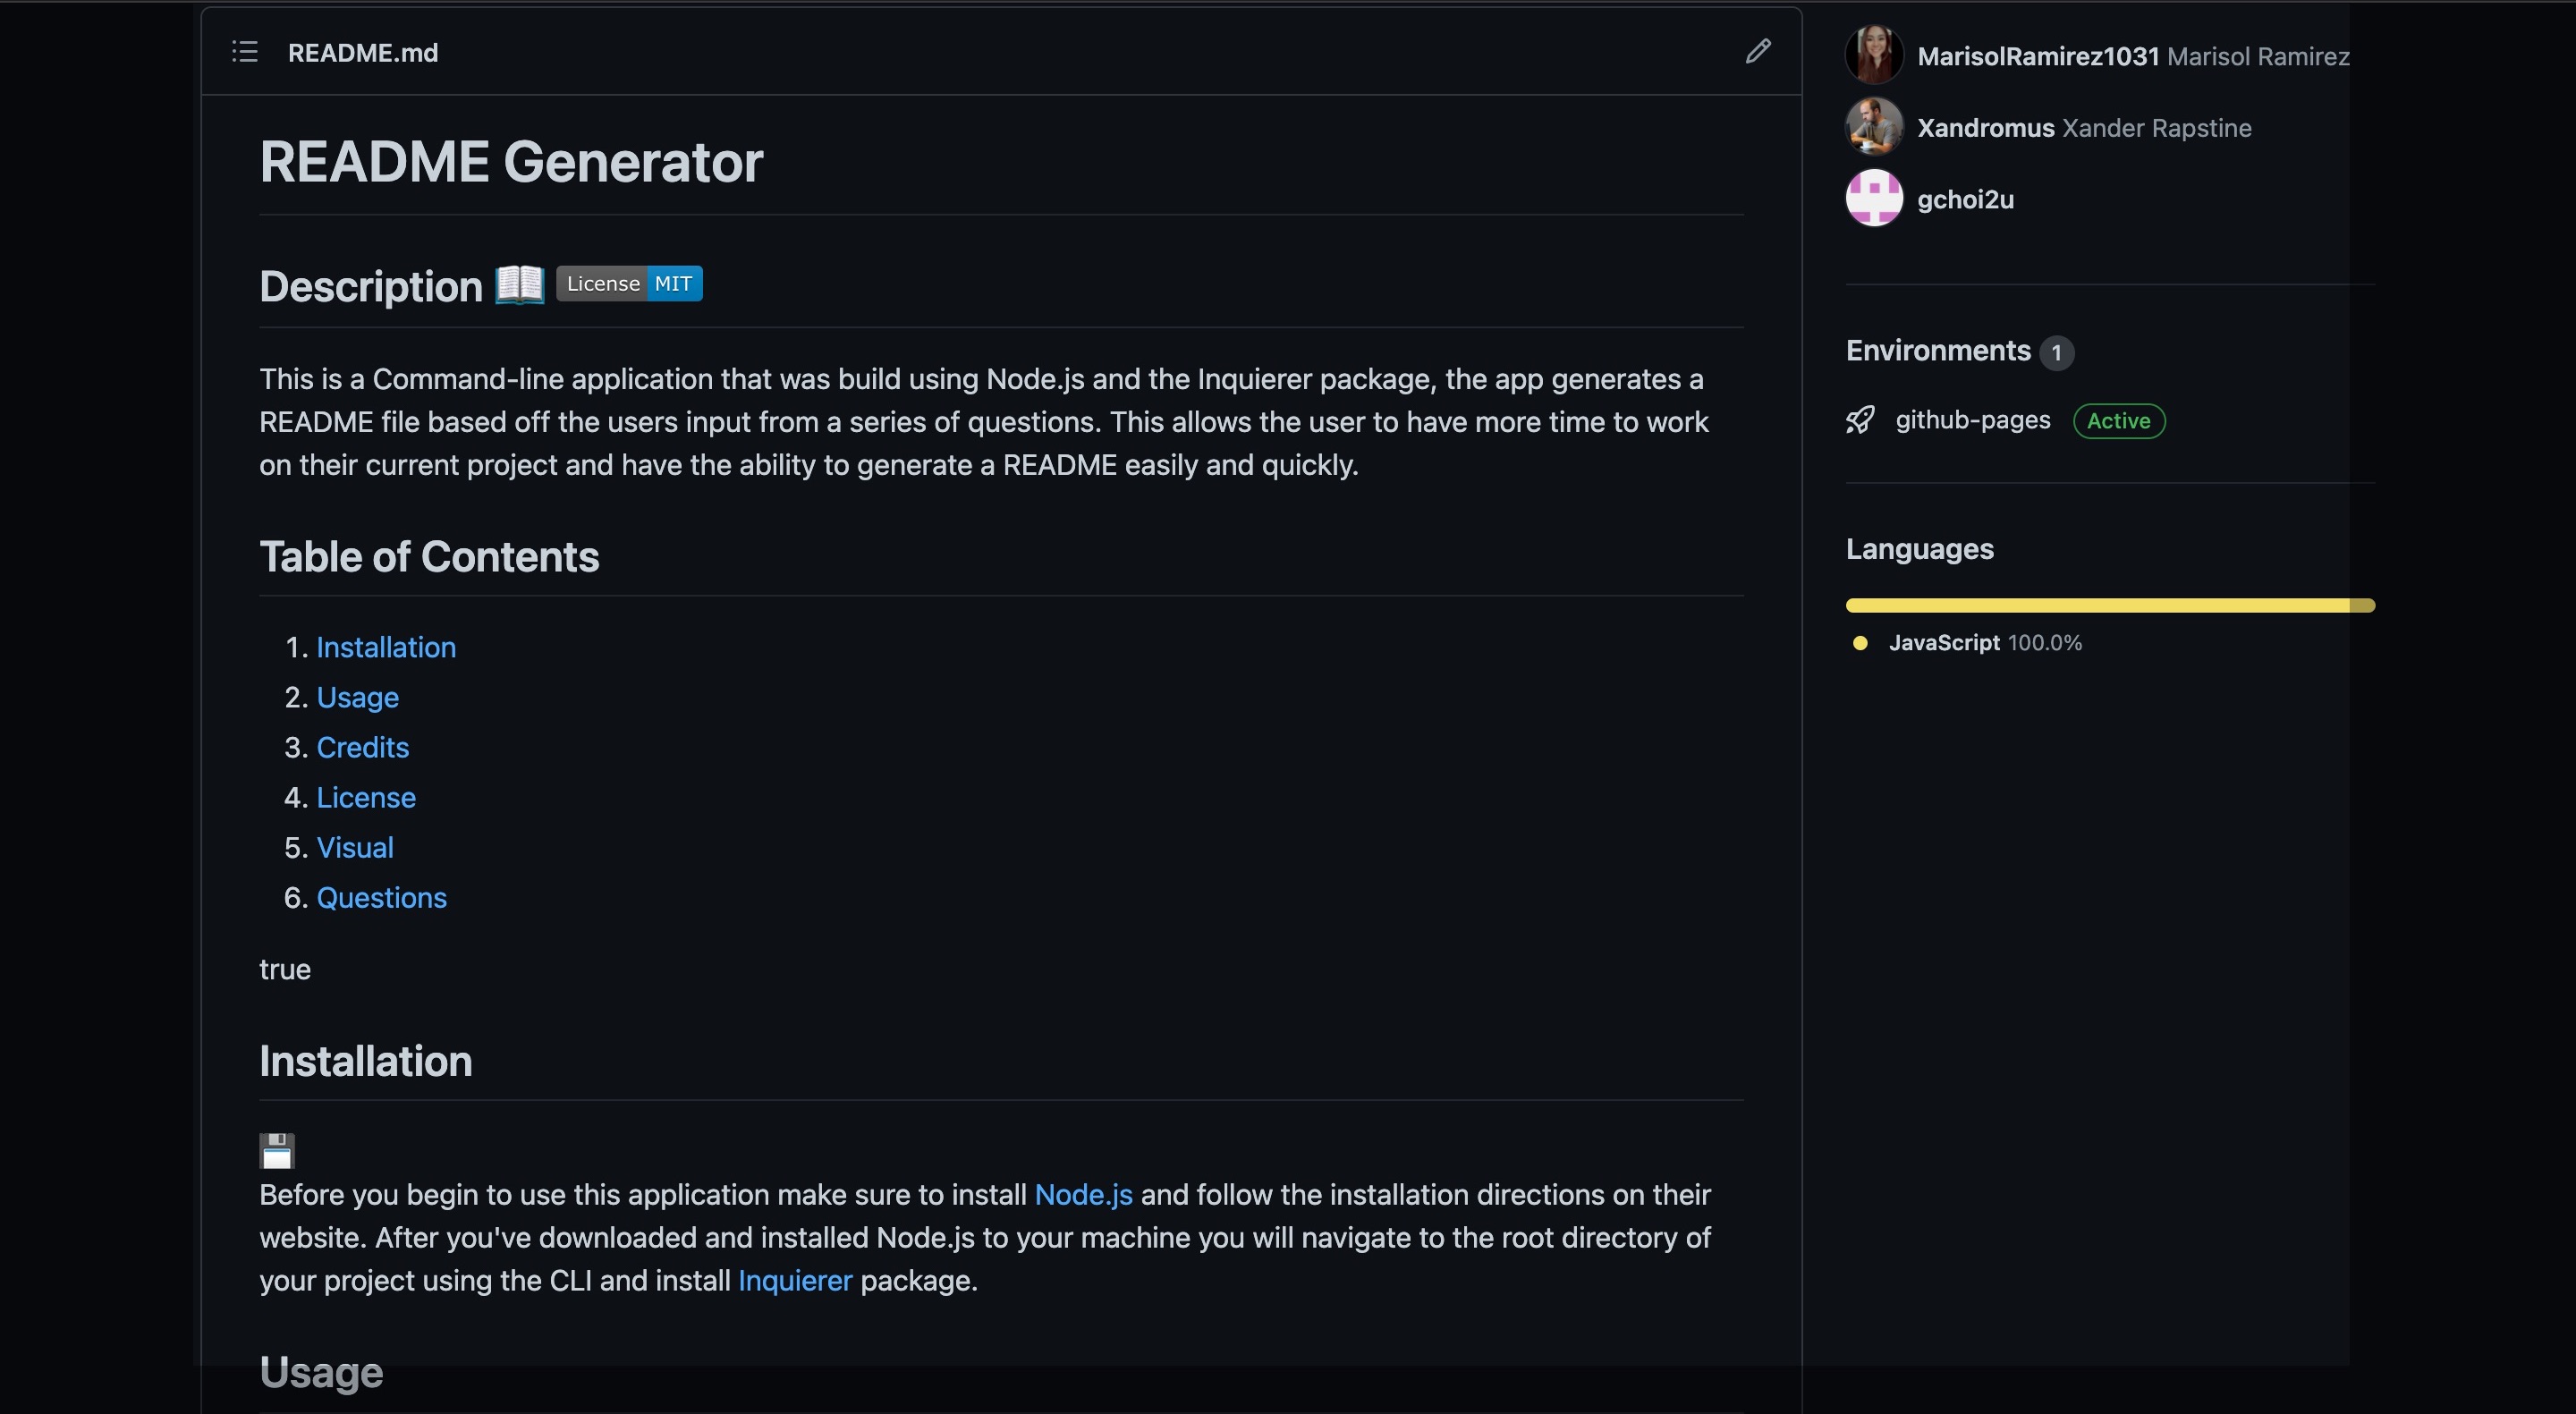 README.md
README Generator
Description 📖 License MIT
This is a Command-line application that was build using Node.js and the Inquierer package, the app generates a
README file based off the users input from a series of questions. This allows the user to have more time to work
on their current project and have the ability to generate a README easily and quickly.
Table of Contents
1. Installation
2. Usage
3. Credits
4. License
5. Visual
6. Questions
true
Installation
💾
Before you begin to use this application make sure to install Node.js and follow the installation directions on their
website. After you've downloaded and installed Node.js to your machine you will navigate to the root directory of
your project using the CLI and install Inquierer package.
Usage
MarisolRamirez1031 Marisol Ramirez
Xandromus Xander Rapstine
gchoi2u
Environments 1
github-pages Active
Languages
JavaScript 100.0%